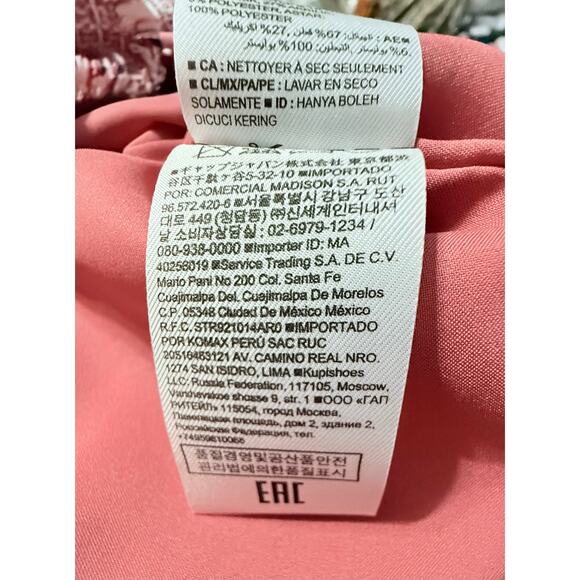 100% POLYESTER
■ CA : NETTOYER À SEC SEULEMENT
■ CL/MX/PA/PE : LAVAR EN SECO
SOLAMENTE ■ ID : HANYA BOLEH
DICUCI KERING
■ギャップジャパン株式会社 東京都渋
谷区千駄ヶ谷5-32-10 ■IMPORTADO
POR: COMERCIAL MADISON S.A. RUT
96.572.420-6 ■서울특별시 강남구 도산
대로 449 (청담동) ㈜신세계인터내셔
날 소비자상담실 : 02-6979-1234 /
080-938-0000 ■Importer ID: MA
40256019 ■Service Trading S.A. DE C.V.
Mario Pani No 200 Col. Santa Fe
Cuajimalpa Del. Cuajimalpa De Morelos
C.P. 05348 Ciudad De México México
R.F.C. STR921014AR0 ■IMPORTADO
POR KOMAX PERÚ SAC RUC
20516463121 AV. CAMINO REAL NRO.
1274 SAN ISIDRO, LIMA ■Kupishoes
LLC. Russia Federation, 117105, Moscow,
Varshavskoe shosse 9, str. 1 ■ООО «ГАП
РИТЕЙЛ» 115054, город Москва,
Павелецкая площадь, дом 2, здание 2,
Российская Федерация, тел.
+74959810066
품질경영및공산품안전
관리법에의한품질표시
EAC